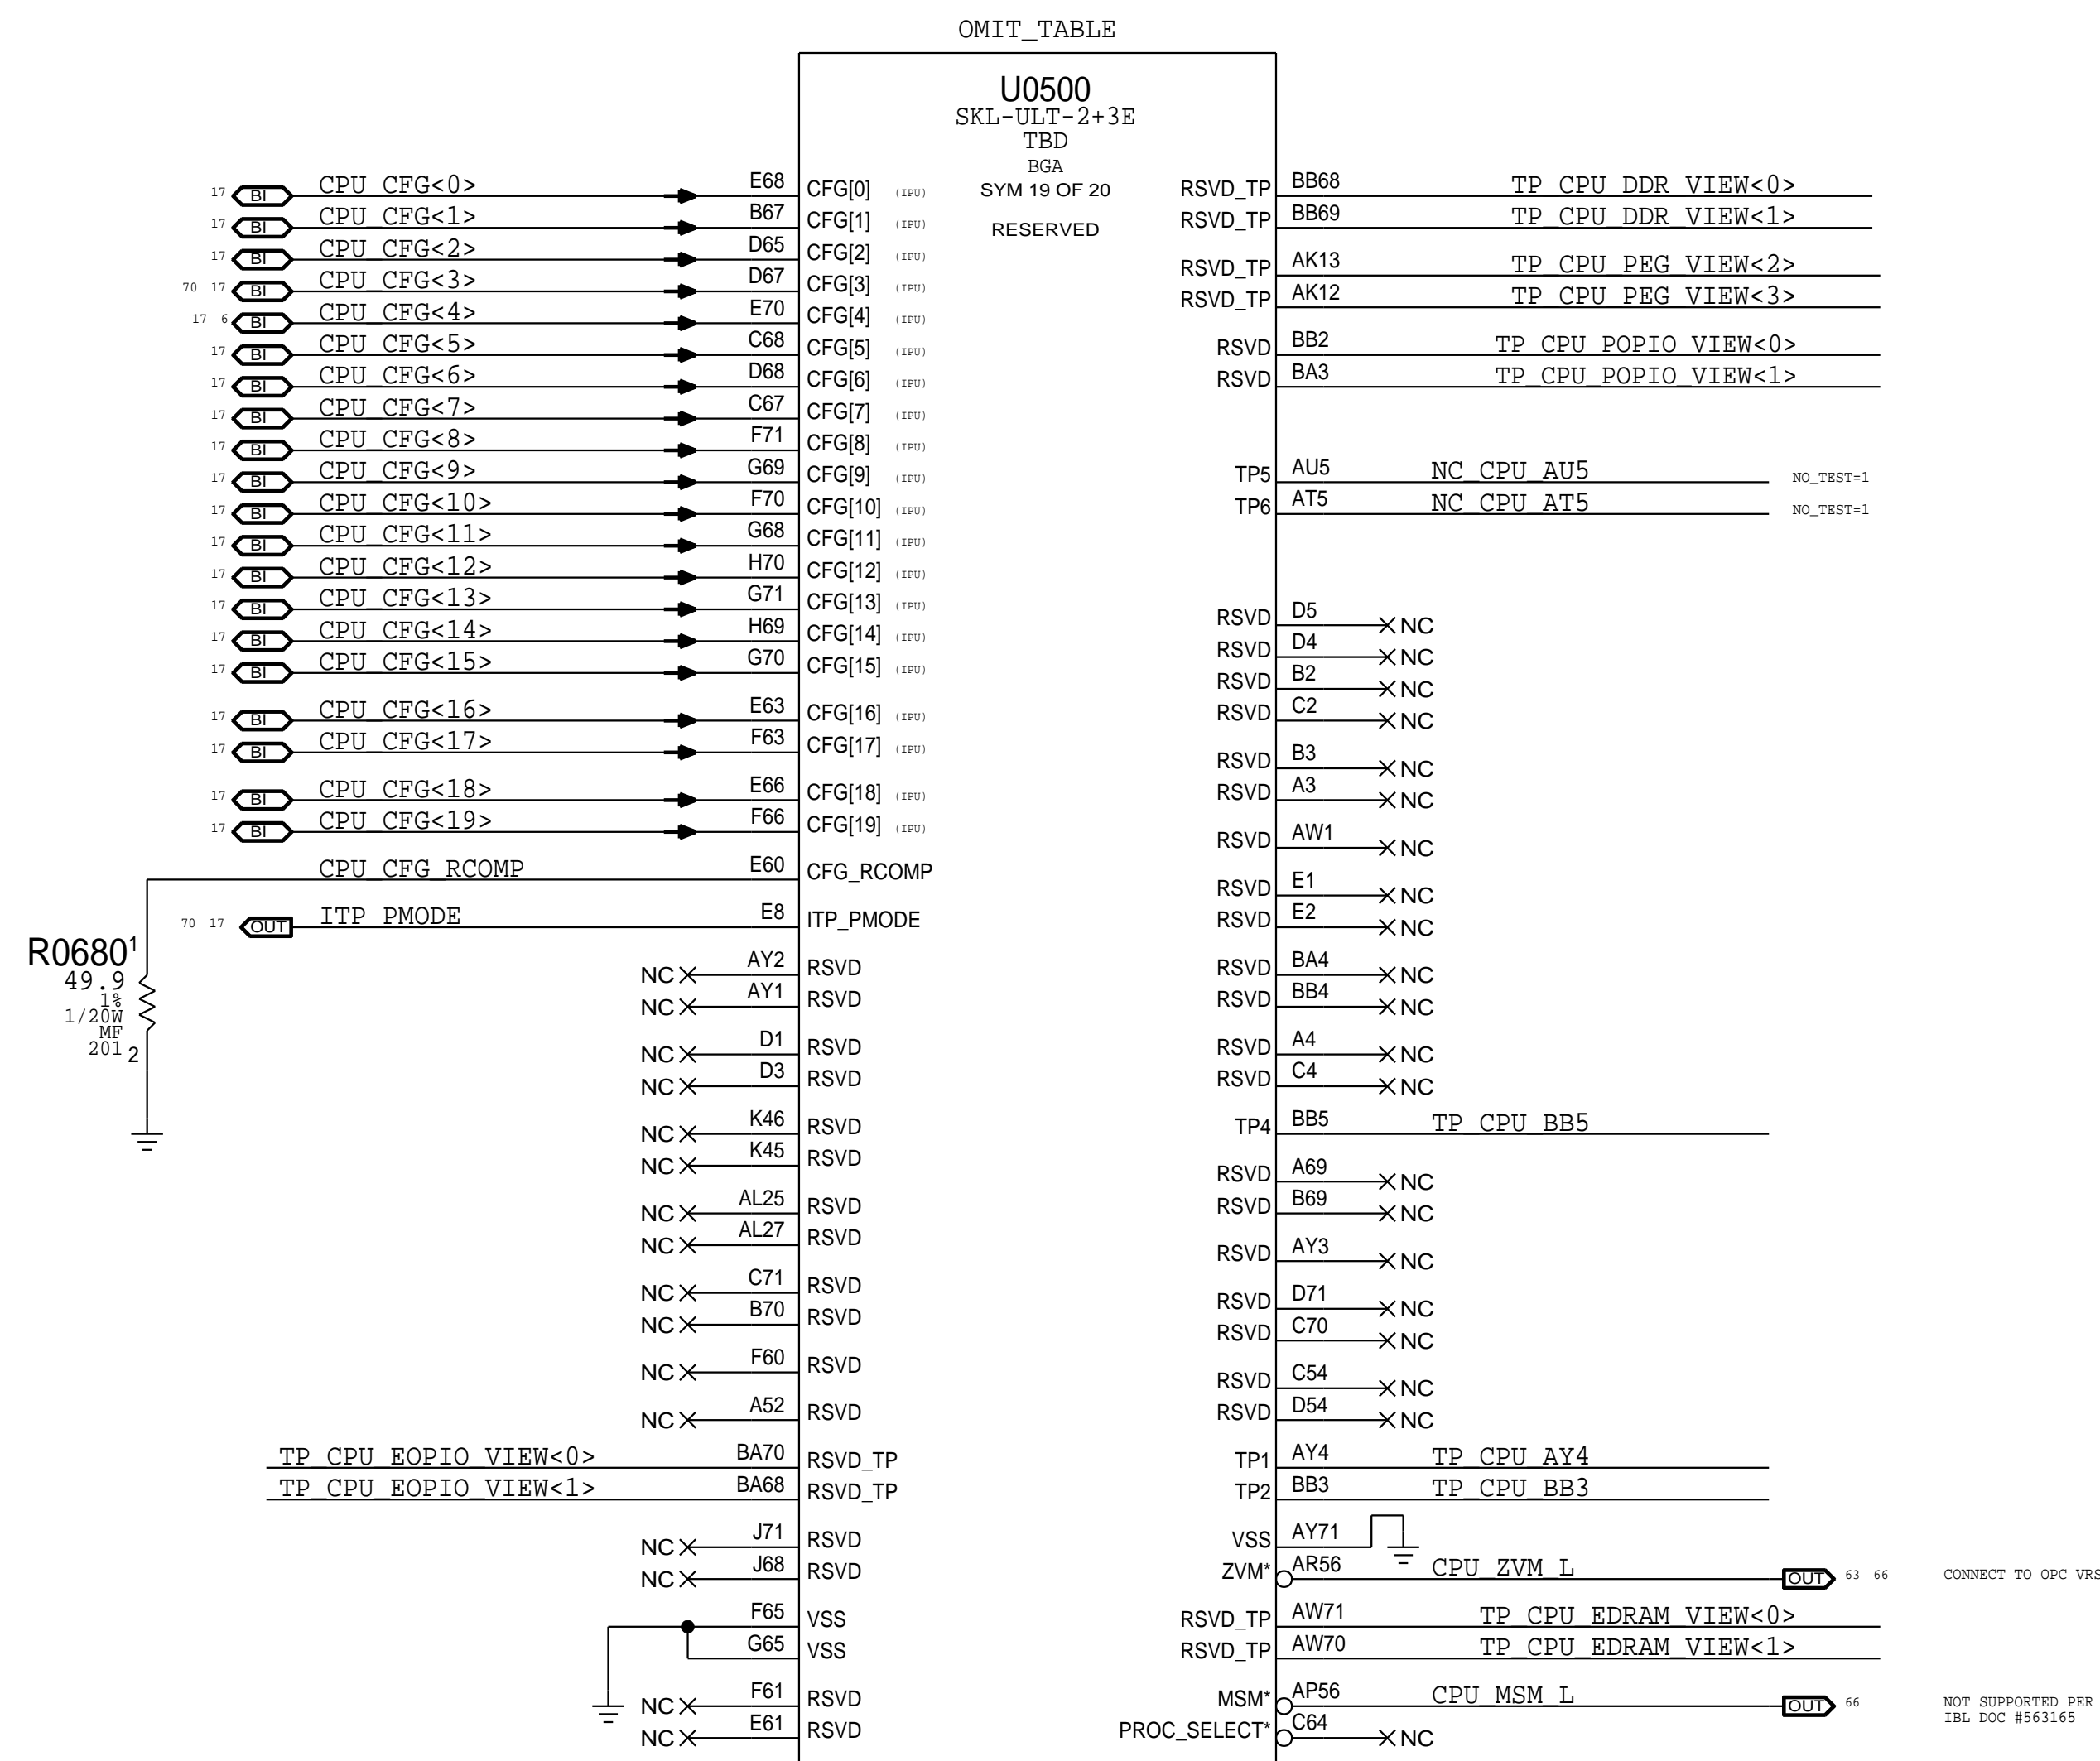 OMIT_TABLE
U0500
SKL-ULT-2+3E
TBD
BGA
SYM 19 OF 20
RESERVED
17 BI CPU_CFG<0> E68 CFG[0] (IPU)
17 BI CPU_CFG<1> B67 CFG[1] (IPU)
17 BI CPU_CFG<2> D65 CFG[2] (IPU)
70 17 BI CPU_CFG<3> D67 CFG[3] (IPU)
17 6 BI CPU_CFG<4> E70 CFG[4] (IPU)
17 BI CPU_CFG<5> C68 CFG[5] (IPU)
17 BI CPU_CFG<6> D68 CFG[6] (IPU)
17 BI CPU_CFG<7> C67 CFG[7] (IPU)
17 BI CPU_CFG<8> F71 CFG[8] (IPU)
17 BI CPU_CFG<9> G69 CFG[9] (IPU)
17 BI CPU_CFG<10> F70 CFG[10] (IPU)
17 BI CPU_CFG<11> G68 CFG[11] (IPU)
17 BI CPU_CFG<12> H70 CFG[12] (IPU)
17 BI CPU_CFG<13> G71 CFG[13] (IPU)
17 BI CPU_CFG<14> H69 CFG[14] (IPU)
17 BI CPU_CFG<15> G70 CFG[15] (IPU)
17 BI CPU_CFG<16> E63 CFG[16] (IPU)
17 BI CPU_CFG<17> F63 CFG[17] (IPU)
17 BI CPU_CFG<18> E66 CFG[18] (IPU)
17 BI CPU_CFG<19> F66 CFG[19] (IPU)
CPU_CFG_RCOMP E60 CFG_RCOMP
70 17 OUT ITP_PMODE E8 ITP_PMODE
R0680 1
49.9
1%
1/20W
MF
201 2
NC AY2 RSVD
NC AY1 RSVD
NC D1 RSVD
NC D3 RSVD
NC K46 RSVD
NC K45 RSVD
NC AL25 RSVD
NC AL27 RSVD
NC C71 RSVD
NC B70 RSVD
NC F60 RSVD
NC A52 RSVD
TP_CPU_EOPIO_VIEW<0> BA70 RSVD_TP
TP_CPU_EOPIO_VIEW<1> BA68 RSVD_TP
NC J71 RSVD
NC J68 RSVD
F65 VSS
G65 VSS
NC F61 RSVD
NC E61 RSVD
RSVD_TP BB68 TP_CPU_DDR_VIEW<0>
RSVD_TP BB69 TP_CPU_DDR_VIEW<1>
RSVD_TP AK13 TP_CPU_PEG_VIEW<2>
RSVD_TP AK12 TP_CPU_PEG_VIEW<3>
RSVD BB2 TP_CPU_POPIO_VIEW<0>
RSVD BA3 TP_CPU_POPIO_VIEW<1>
TP5 AU5 NC_CPU_AU5 NO_TEST=1
TP6 AT5 NC_CPU_AT5 NO_TEST=1
RSVD D5 NC
RSVD D4 NC
RSVD B2 NC
RSVD C2 NC
RSVD B3 NC
RSVD A3 NC
RSVD AW1 NC
RSVD E1 NC
RSVD E2 NC
RSVD BA4 NC
RSVD BB4 NC
RSVD A4 NC
RSVD C4 NC
TP4 BB5 TP_CPU_BB5
RSVD A69 NC
RSVD B69 NC
RSVD AY3 NC
RSVD D71 NC
RSVD C70 NC
RSVD C54 NC
RSVD D54 NC
TP1 AY4 TP_CPU_AY4
TP2 BB3 TP_CPU_BB3
VSS AY71
ZVM* AR56 CPU_ZVM_L OUT 63 66 CONNECT TO OPC VRS
RSVD_TP AW71 TP_CPU_EDRAM_VIEW<0>
RSVD_TP AW70 TP_CPU_EDRAM_VIEW<1>
MSM* AP56 CPU_MSM_L OUT 66 NOT SUPPORTED PER
IBL DOC #563165
PROC_SELECT* C64 NC